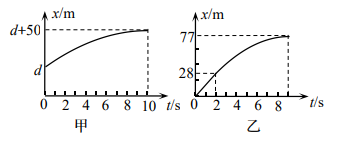 x/m
d+50
d
0 2 4 6 8 10 t/s
甲
x/m
77
28
0 2 4 6 8 t/s
乙